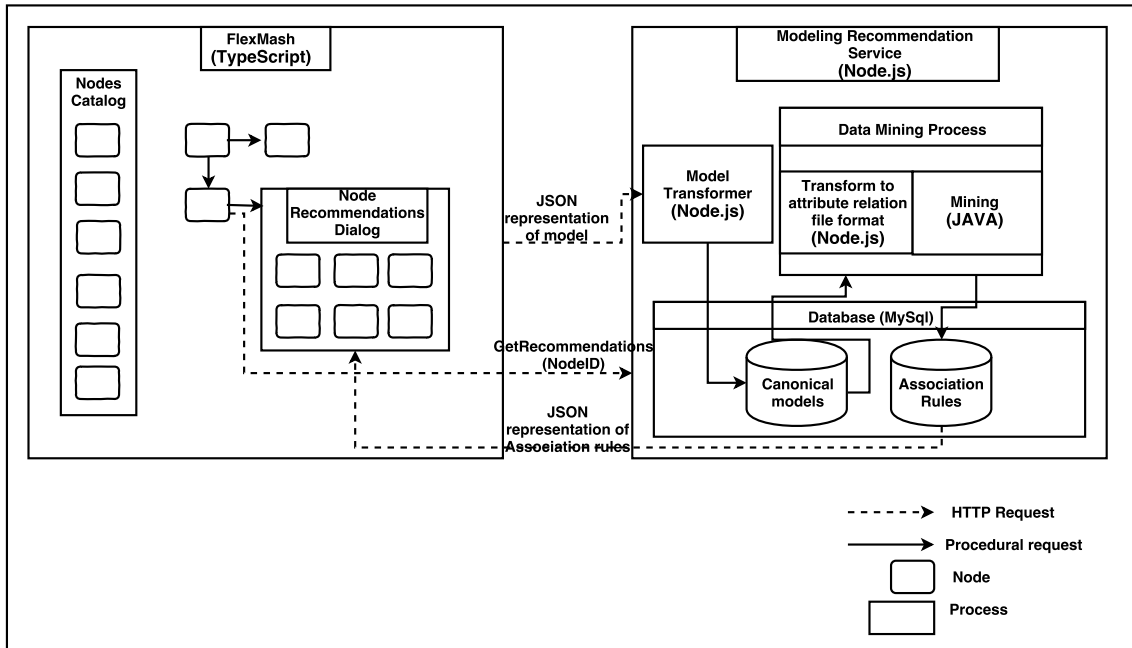 FlexMash
(TypeScript)
Nodes
Catalog
Node
Recommendations
Dialog
JSON
representation
of model
GetRecommendations
(NodeID)
JSON
representation of
Association rules
Modeling Recommendation
Service
(Node.js)
Model
Transformer
(Node.js)
Data Mining Process
Transform to
attribute relation
file format
(Node.js)
Mining
(JAVA)
Database (MySql)
Canonical
models
Association
Rules
HTTP Request
Procedural request
Node
Process